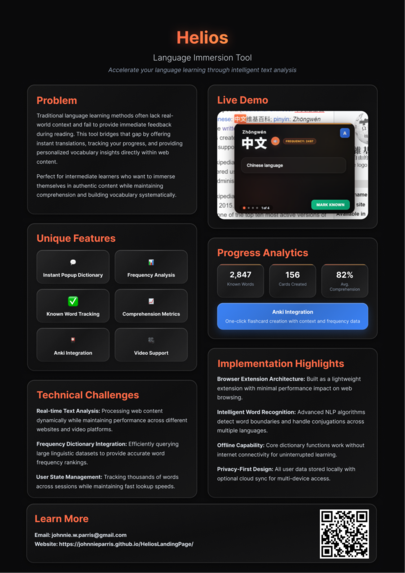 Helios
Language Immersion Tool
Accelerate your language learning through intelligent text analysis
Problem
Traditional language learning methods often lack real-
world context and fail to provide immediate feedback
during reading. This tool bridges that gap by offering
instant translations, tracking your progress, and
providing personalized vocabulary insights directly within web
content.
Perfect for intermediate learners who want to immerse
themselves in authentic content while maintaining
comprehension and building vocabulary systematically.
Live Demo
中文维基百科; pinyin: Zhōngwén
Zhōngwén
中文
A
FREQUENCY: 2,637
Chinese language
1 of 4
MARK KNOWN
Unique Features
Instant Popup Dictionary
Frequency Analysis
Known Word Tracking
Comprehension Metrics
Anki Integration
Video Support
Progress Analytics
2,847
Known Words
156
Cards Created
82%
Avg
Comprehension
Anki Integration
One-click flashcard creation with context and frequency data
Technical Challenges
Real-time Text Analysis: Processing web content
dynamically while maintaining performance across different
websites and video platforms.
Frequency Dictionary Integration: Efficiently querying
large linguistic datasets to provide accurate word
frequency rankings.
User State Management: Tracking thousands of words
across sessions while maintaining fast lookup speeds.
Implementation Highlights
Browser Extension Architecture: Built as a lightweight
extension with minimal performance impact on web
browsing.
Intelligent Word Recognition: Advanced NLP algorithms
detect word boundaries and handle conjugations across
multiple languages.
Offline Capability: Core dictionary functions work without
internet connectivity for uninterrupted learning.
Privacy-First Design: All user data stored locally with
optional cloud sync for multi-device access.
Learn More
Email: johnnie.w.parris@gmail.com
Website: https://johnnieparris.github.io/HeliosLandingPage/